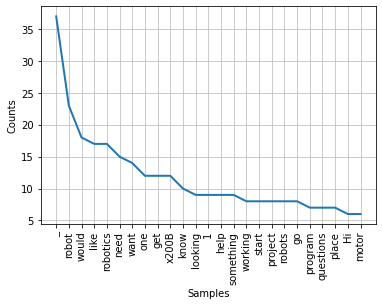 35
30
25
20
15
10
5
Counts
_
robot
would
like
robotics
need
want
one
get
x200B
know
looking
1
help
something
working
start
project
robots
go
program
questions
place
Hi
motor
Samples